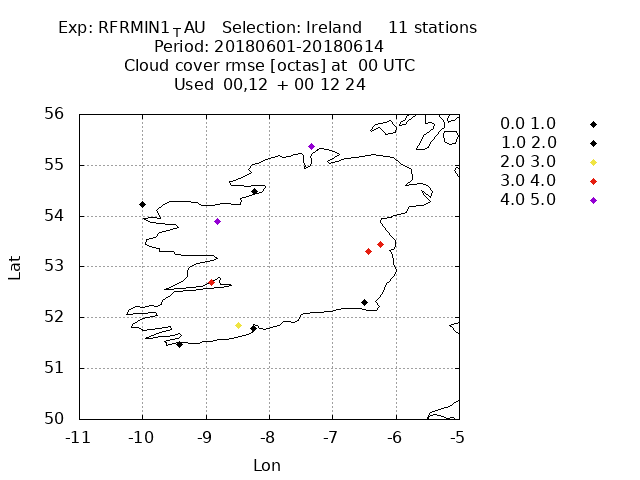 Exp: RFRMIN1_TAU Selection: Ireland 11 stations
Period: 20180601-20180614
Cloud cover rmse [octas] at 00 UTC
Used 00,12 + 00 12 24
56
55
54
53
52
51
50
-11 -10 -9 -8 -7 -6 -5
Lat
Lon
0.0 1.0
1.0 2.0
2.0 3.0
3.0 4.0
4.0 5.0